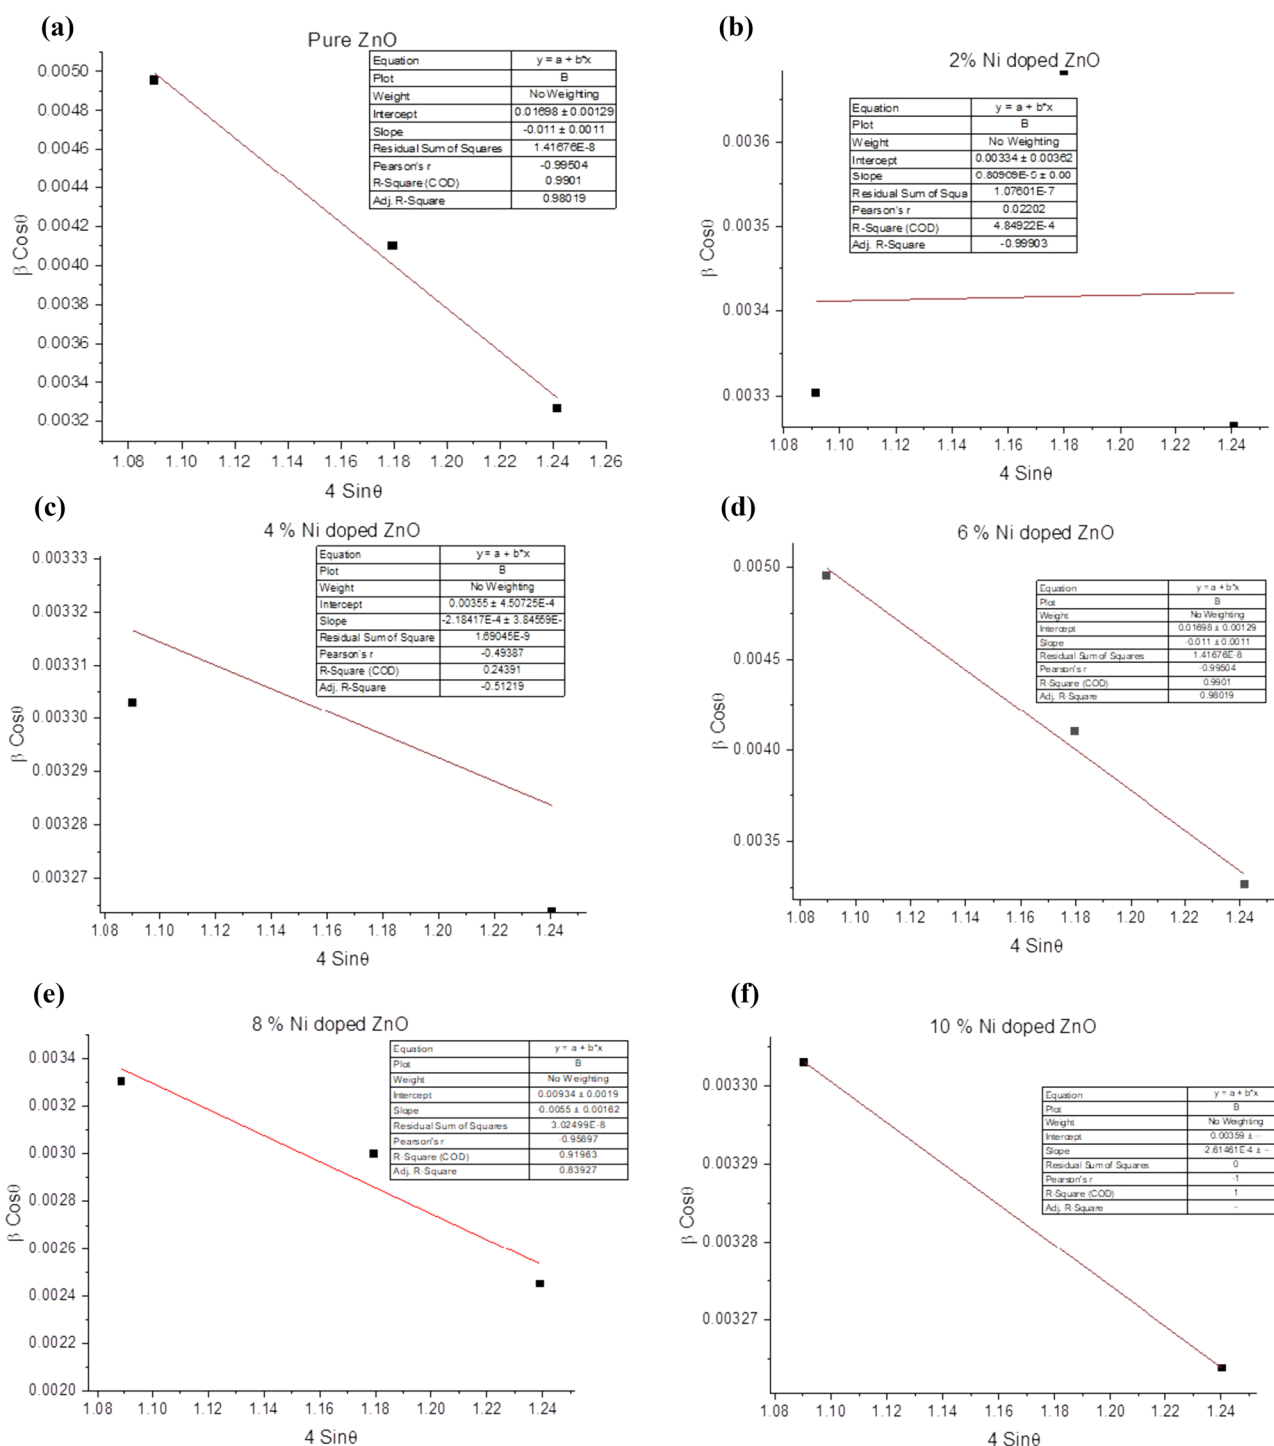 (a)
Pure ZnO
Equation y = a + b*x
Plot B
Weight No Weighting
Intercept 0.01698 ± 0.00129
Slope -0.011 ± 0.0011
Residual Sum of Squares 1.41676E-8
Pearson's r -0.99504
R-Square (COD) 0.9901
Adj. R-Square 0.98019
0.0050
0.0048
0.0046
0.0044
0.0042
0.0040
0.0038
0.0036
0.0034
0.0032
β Cosθ
1.08 1.10 1.12 1.14 1.16 1.18 1.20 1.22 1.24 1.26
4 Sinθ
(b)
2% Ni doped ZnO
Equation y = a + b*x
Plot B
Weight No Weighting
Intercept 0.00334 ± 0.00362
Slope 6.80909E-5 ± 0.00
Residual Sum of Squa 1.07601E-7
Pearson's r 0.02202
R-Square (COD) 4.84922E-4
Adj. R-Square -0.99903
0.0036
0.0035
0.0034
0.0033
β Cosθ
1.08 1.10 1.12 1.14 1.16 1.18 1.20 1.22 1.24
4 Sinθ
(c)
4 % Ni doped ZnO
Equation y = a + b*x
Plot B
Weight No Weighting
Intercept 0.00355 ± 4.50725E-4
Slope -2.18417E-4 ± 3.84559E-
Residual Sum of Square 1.69045E-9
Pearson's r -0.49387
R-Square (COD) 0.24391
Adj. R-Square -0.51219
0.00333
0.00332
0.00331
0.00330
0.00329
0.00328
0.00327
β Cosθ
1.08 1.10 1.12 1.14 1.16 1.18 1.20 1.22 1.24
4 Sinθ
(d)
6 % Ni doped ZnO
Equation y = a + b*x
Plot B
Weight No Weighting
Intercept 0.01698 ± 0.00129
Slope -0.011 ± 0.0011
Residual Sum of Squares 1.41676E-8
Pearson's r -0.99504
R-Square (COD) 0.9901
Adj. R-Square 0.98019
0.0050
0.0045
0.0040
0.0035
β Cosθ
1.08 1.10 1.12 1.14 1.16 1.18 1.20 1.22 1.24
4 Sinθ
(e)
8 % Ni doped ZnO
Equation y = a + b*x
Plot B
Weight No Weighting
Intercept 0.00934 ± 0.0019
Slope -0.0055 ± 0.00162
Residual Sum of Squares 3.02499E-8
Pearson's r -0.95897
R-Square (COD) 0.91963
Adj. R-Square 0.83927
0.0034
0.0032
0.0030
0.0028
0.0026
0.0024
0.0022
0.0020
β Cosθ
1.08 1.10 1.12 1.14 1.16 1.18 1.20 1.22 1.24
4 Sinθ
(f)
10 % Ni doped ZnO
Equation y = a + b*x
Plot B
Weight No Weighting
Intercept 0.00359 ± --
Slope -2.61461E-4 ± --
Residual Sum of Squares 0
Pearson's r -1
R-Square (COD) 1
Adj. R-Square --
0.00330
0.00329
0.00328
0.00327
β Cosθ
1.08 1.10 1.12 1.14 1.16 1.18 1.20 1.22 1.24
4 Sinθ